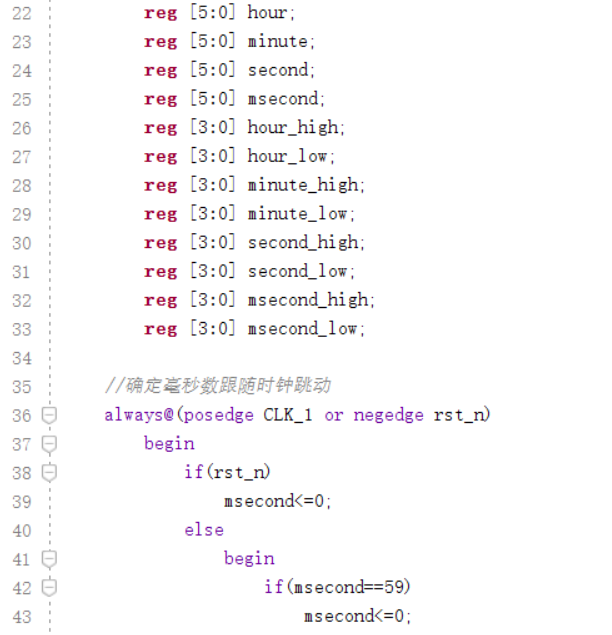 22 reg [5:0] hour;
23 reg [5:0] minute;
24 reg [5:0] second;
25 reg [5:0] msecond;
26 reg [3:0] hour_high;
27 reg [3:0] hour_low;
28 reg [3:0] minute_high;
29 reg [3:0] minute_low;
30 reg [3:0] second_high;
31 reg [3:0] second_low;
32 reg [3:0] msecond_high;
33 reg [3:0] msecond_low;
34
35 //确定毫秒数跟随时钟跳动
36 always@(posedge CLK_1 or negedge rst_n)
37 begin
38 if(rst_n)
39 msecond<=0;
40 else
41 begin
42 if(msecond==59)
43 msecond<=0;